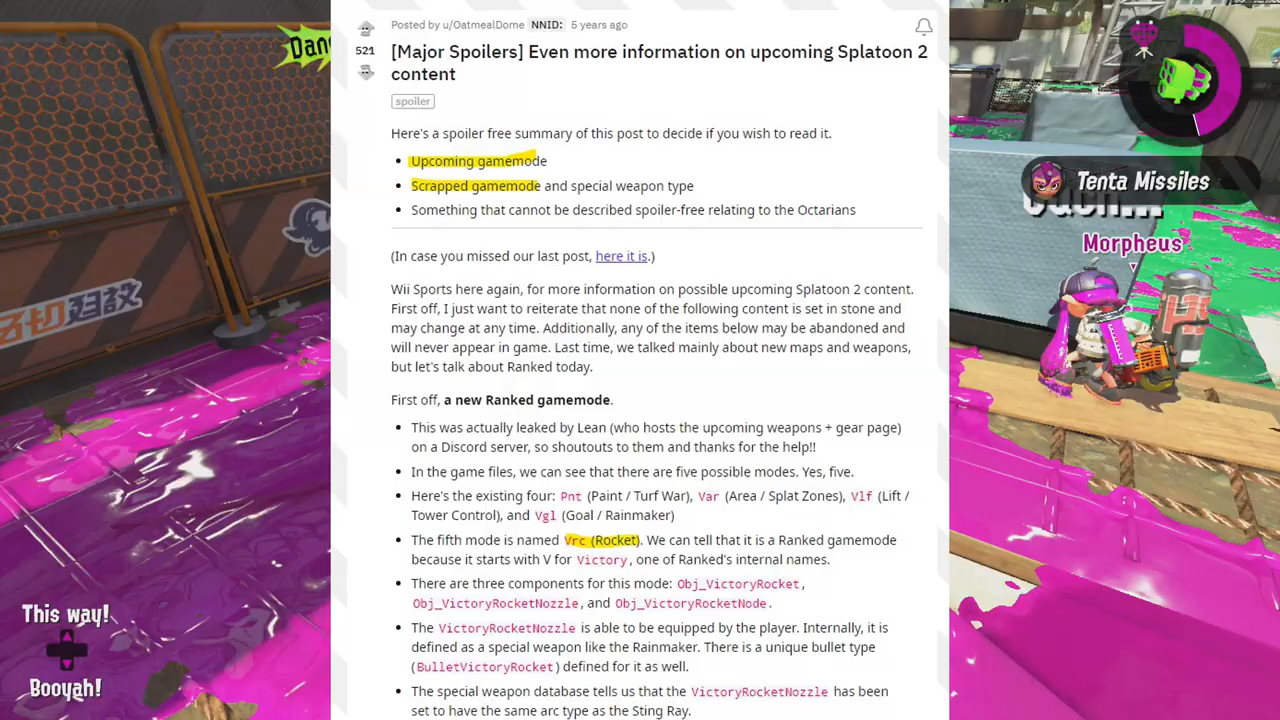 Posted by u/OatmealDome NNID: 5 years ago
521
[Major Spoilers] Even more information on upcoming Splatoon 2
content
spoiler
Here's a spoiler free summary of this post to decide if you wish to read it.
Upcoming gamemode
Scrapped gamemode and special weapon type
Something that cannot be described spoiler-free relating to the Octarians
(In case you missed our last post, here it is.)
Wii Sports here again, for more information on possible upcoming Splatoon 2 content.
First off, I just want to reiterate that none of the following content is set in stone and
may change at any time. Additionally, any of the items below may be abandoned and
will never appear in game. Last time, we talked mainly about new maps and weapons,
but let's talk about Ranked today.
First off, a new Ranked gamemode.
This was actually leaked by Lean (who hosts the upcoming weapons + gear page)
on a Discord server, so shoutouts to them and thanks for the help!!
In the game files, we can see that there are five possible modes. Yes, five.
Here's the existing four: Pnt (Paint / Turf War), Var (Area / Splat Zones), Vlf (Lift /
Tower Control), and Vgl (Goal / Rainmaker)
The fifth mode is named Vrc (Rocket). We can tell that it is a Ranked gamemode
because it starts with V for Victory, one of Ranked's internal names.
There are three components for this mode: Obj_VictoryRocket,
Obj_VictoryRocketNozzle, and Obj_VictoryRocketNode.
The VictoryRocketNozzle is able to be equipped by the player. Internally, it is
defined as a special weapon like the Rainmaker. There is a unique bullet type
(BulletVictoryRocket) defined for it as well.
The special weapon database tells us that the VictoryRocketNozzle has been
set to have the same arc type as the Sting Ray.
This way!
Booyah!
Tenta Missiles
Morpheus